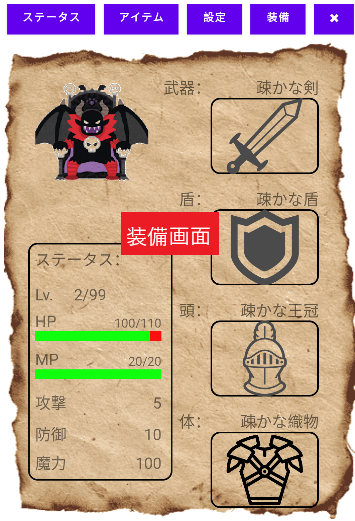 ステータス アイテム 設定 装備 ✖
武器: 疎かな剣
盾: 疎かな盾
装備画面
ステータス:
Lv. 2/99
HP 100/110
MP 20/20
攻撃 5
防御 10
魔力 100
頭: 疎かな王冠
体: 疎かな織物